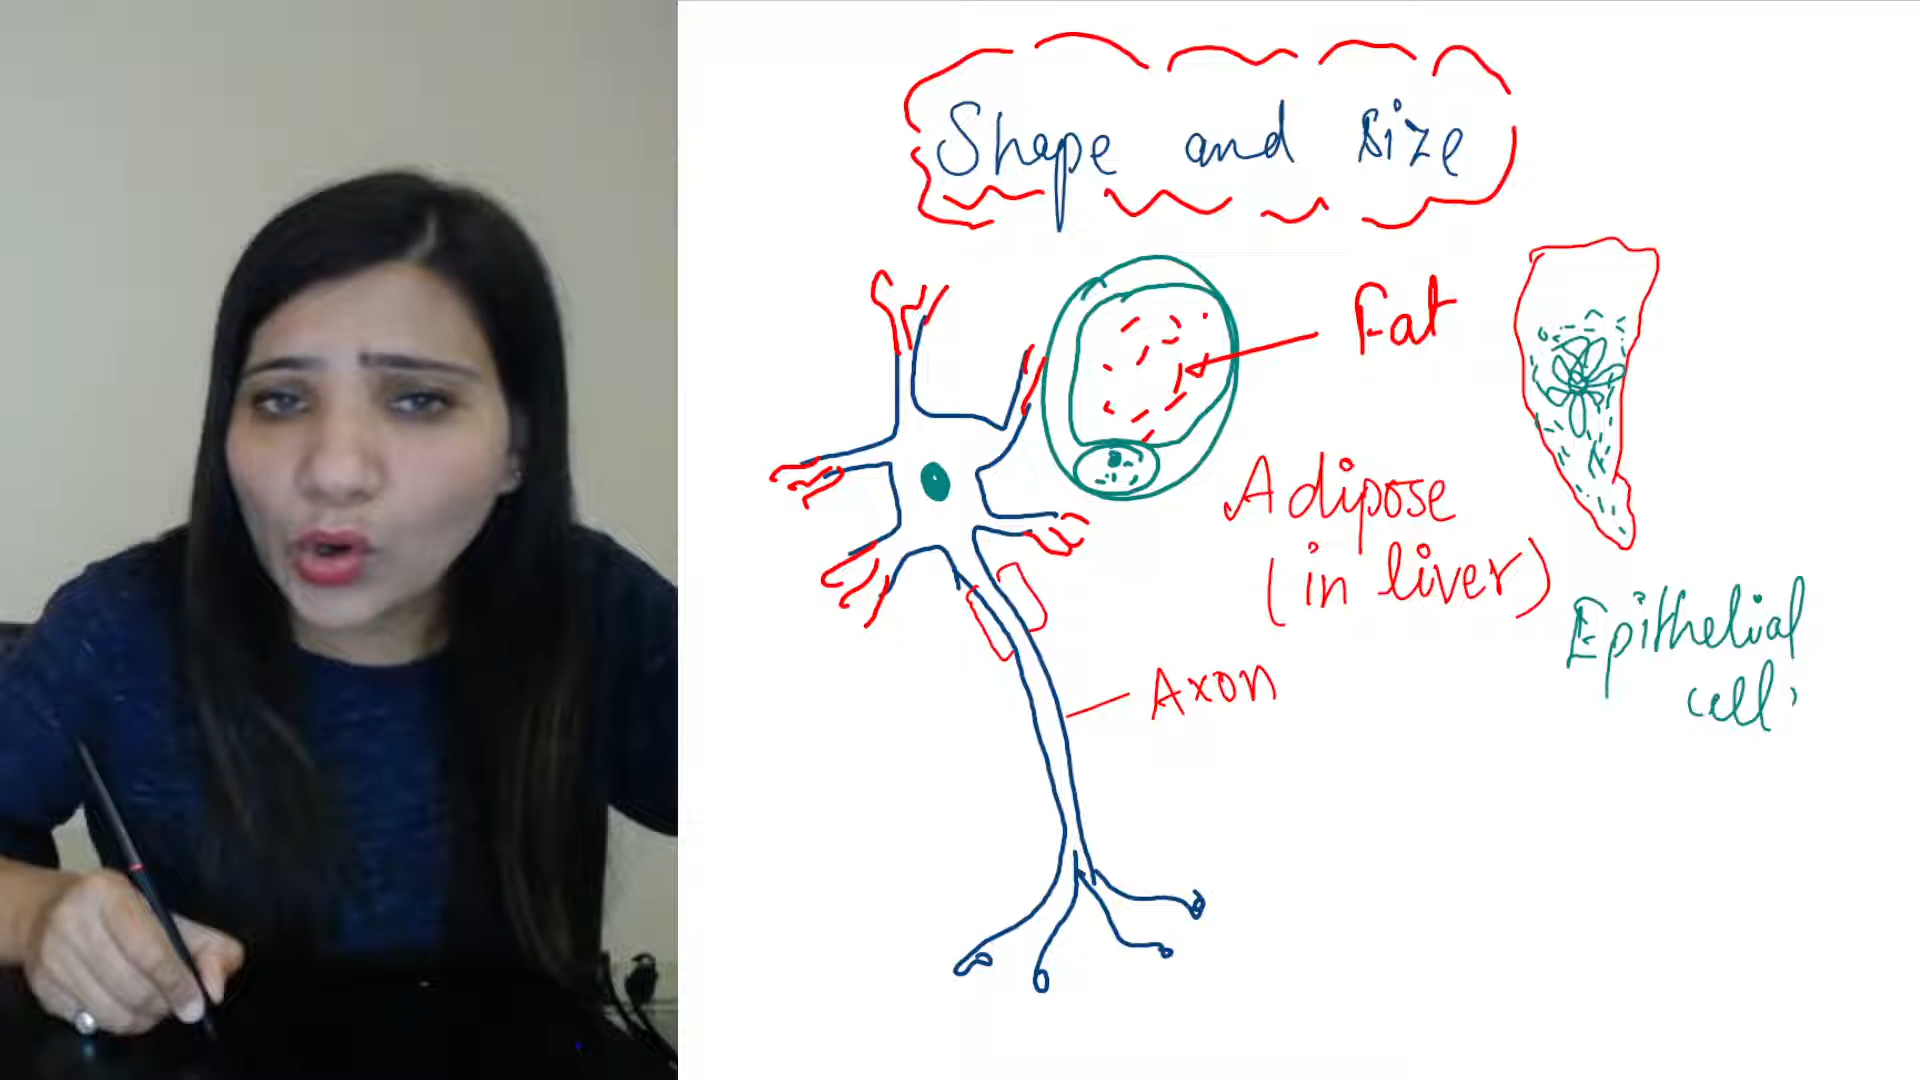 Shape and size
Fat
Adipose
(in liver)
Epithelial
cell
Axon